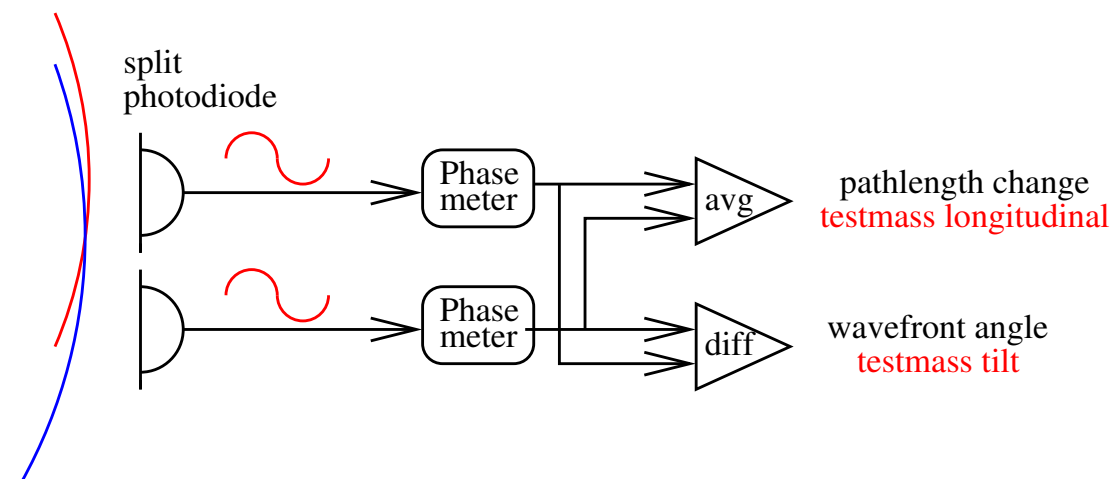 split
photodiode
Phase
meter
avg
pathlength change
testmass longitudinal
Phase
meter
diff
wavefront angle
testmass tilt